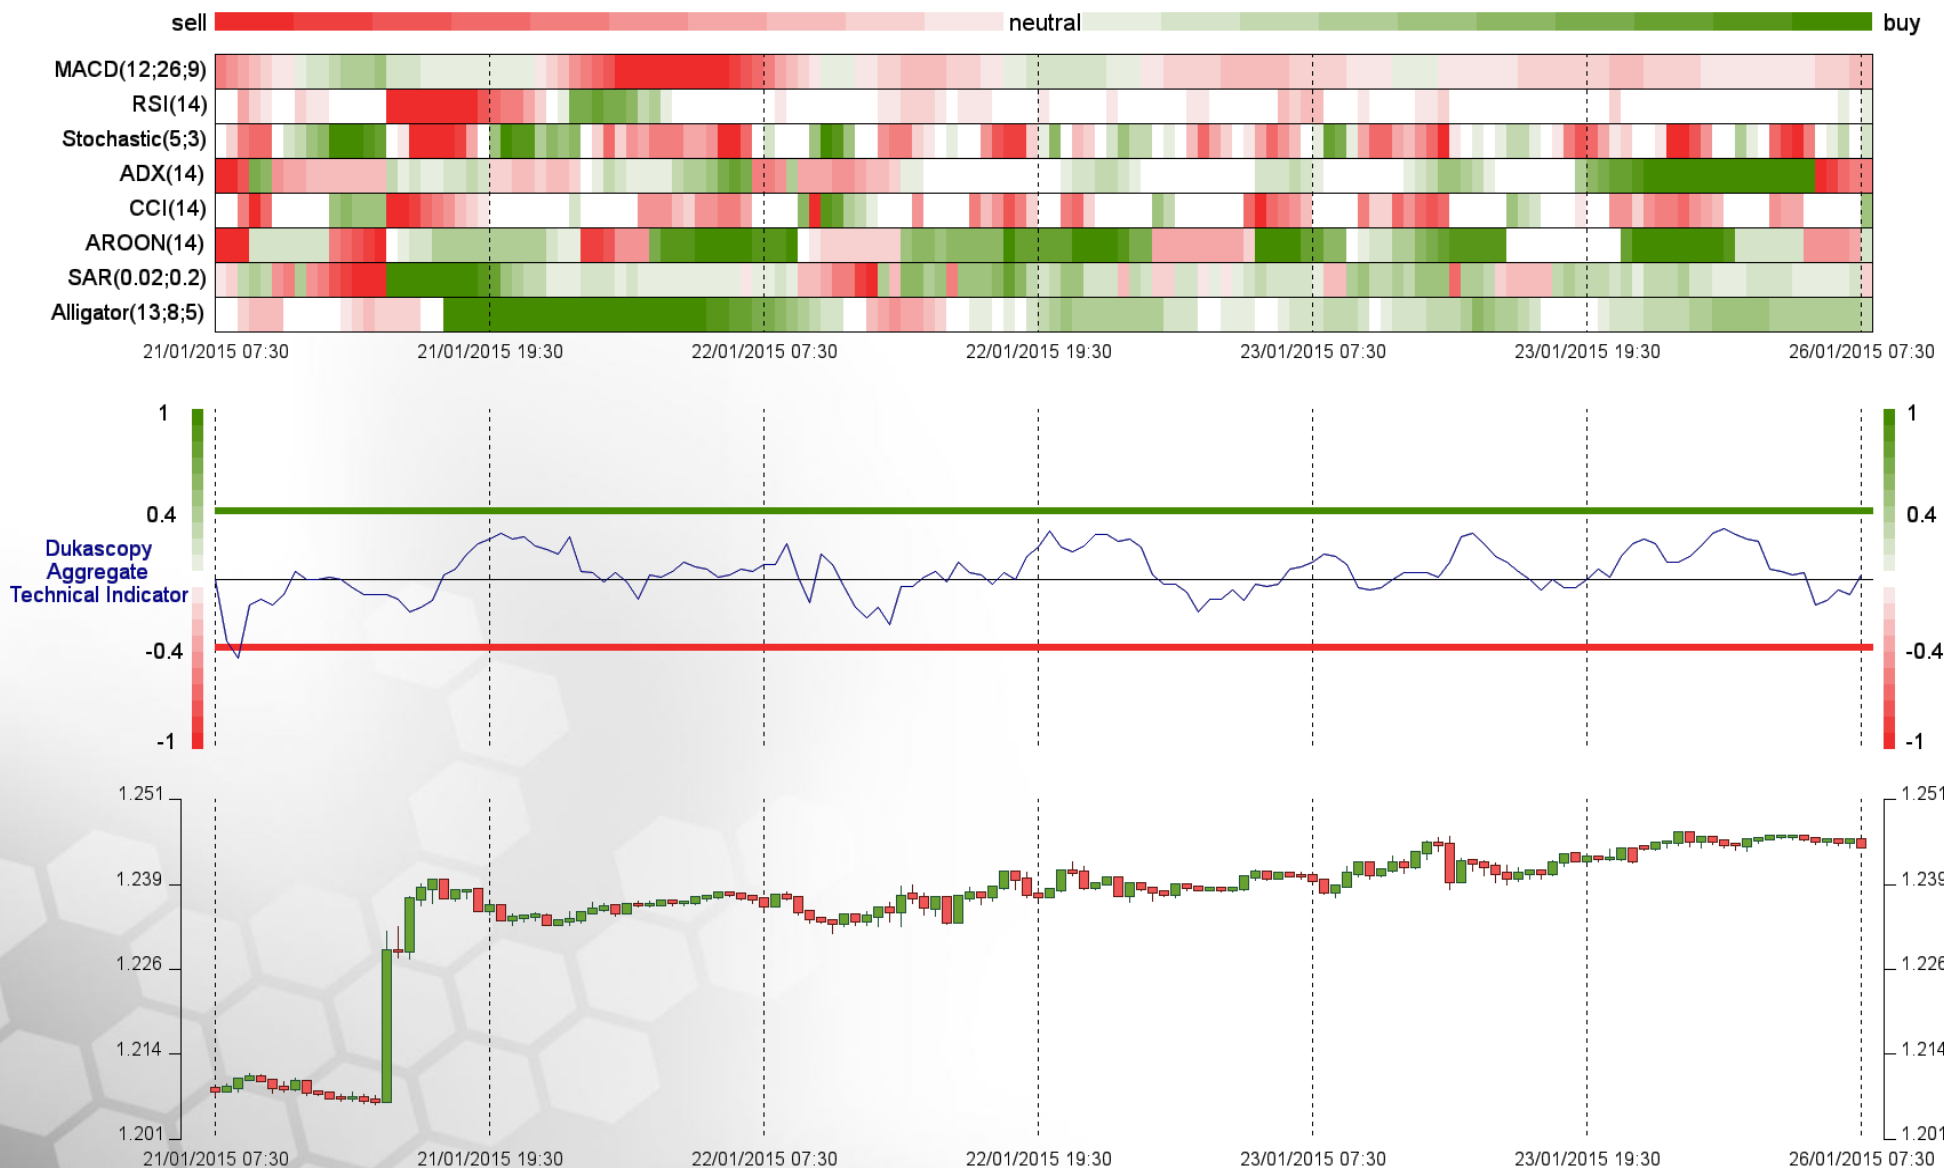 sell neutral buy
MACD(12;26;9)
RSI(14)
Stochastic(5;3)
ADX(14)
CCI(14)
AROON(14)
SAR(0.02;0.2)
Alligator(13;8;5)
21/01/2015 07:30 21/01/2015 19:30 22/01/2015 07:30 22/01/2015 19:30 23/01/2015 07:30 23/01/2015 19:30 26/01/2015 07:30
1 1
0.4 0.4
Dukascopy
Aggregate
Technical Indicator
-0.4 -0.4
-1 -1
1.251 1.251
1.239 1.239
1.226 1.226
1.214 1.214
1.201 1.201
21/01/2015 07:30 21/01/2015 19:30 22/01/2015 07:30 22/01/2015 19:30 23/01/2015 07:30 23/01/2015 19:30 26/01/2015 07:30